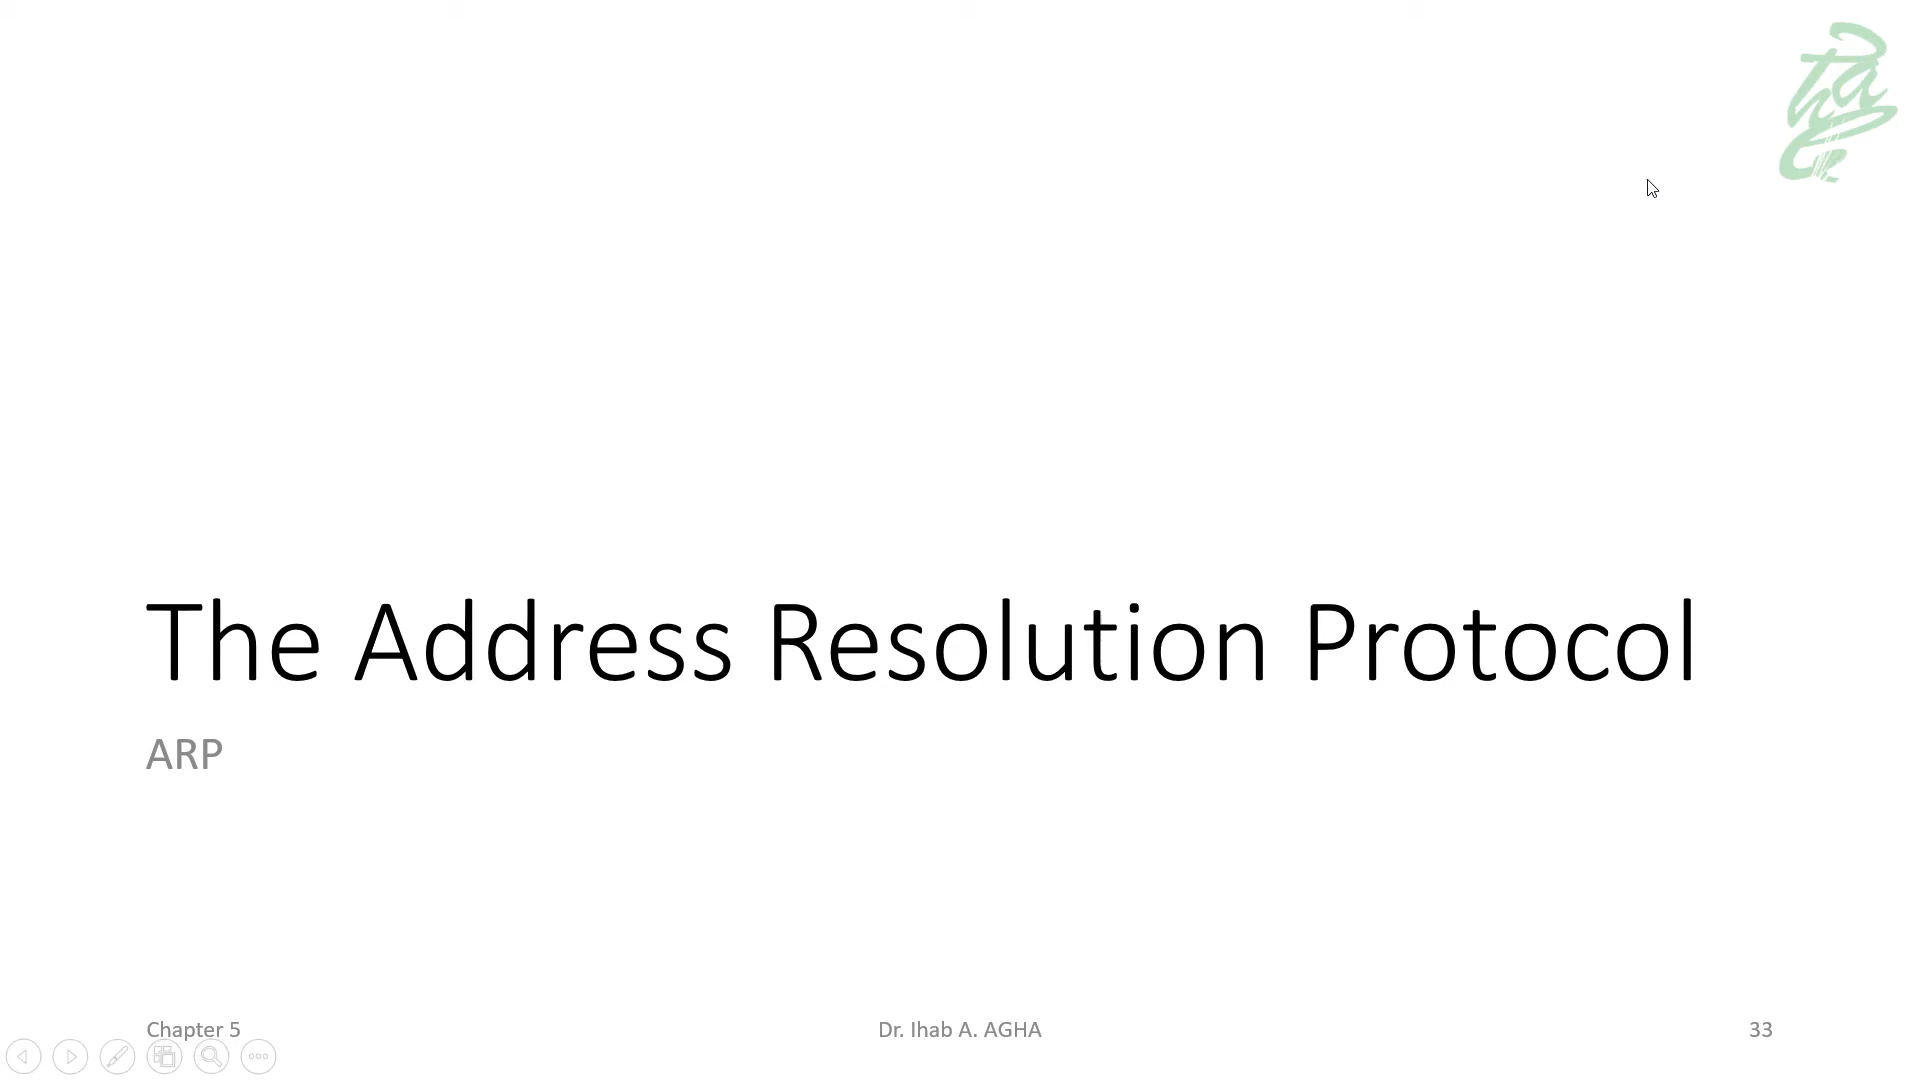 The Address Resolution Protocol
ARP
Chapter 5
Dr. Ihab A. AGHA
33